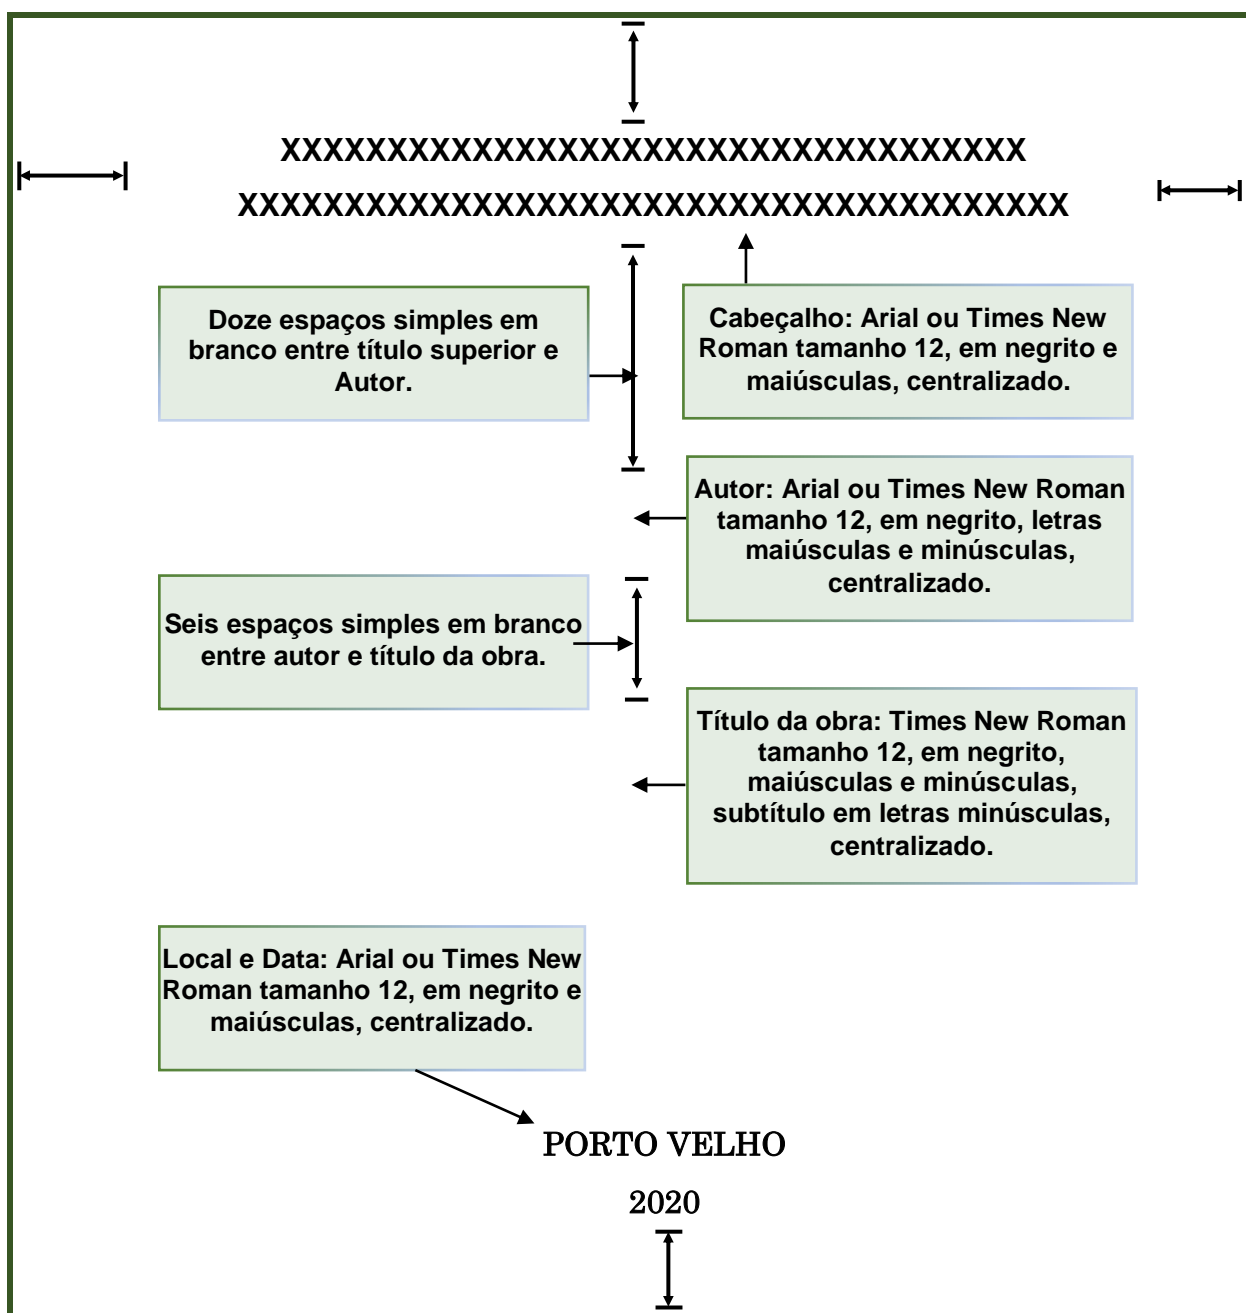 XXXXXXXXXXXXXXXXXXXXXXXXXXXXXXXXXXX
XXXXXXXXXXXXXXXXXXXXXXXXXXXXXXXXXXXXXXX
Doze espaços simples em
branco entre título superior e
Autor.
Cabeçalho: Arial ou Times New
Roman tamanho 12, em negrito e
maiúsculas, centralizado.
Autor: Arial ou Times New Roman
tamanho 12, em negrito, letras
maiúsculas e minúsculas,
centralizado.
Seis espaços simples em branco
entre autor e título da obra.
Título da obra: Times New Roman
tamanho 12, em negrito,
maiúsculas e minúsculas,
subtítulo em letras minúsculas,
centralizado.
Local e Data: Arial ou Times New
Roman tamanho 12, em negrito e
maiúsculas, centralizado.
PORTO VELHO
2020